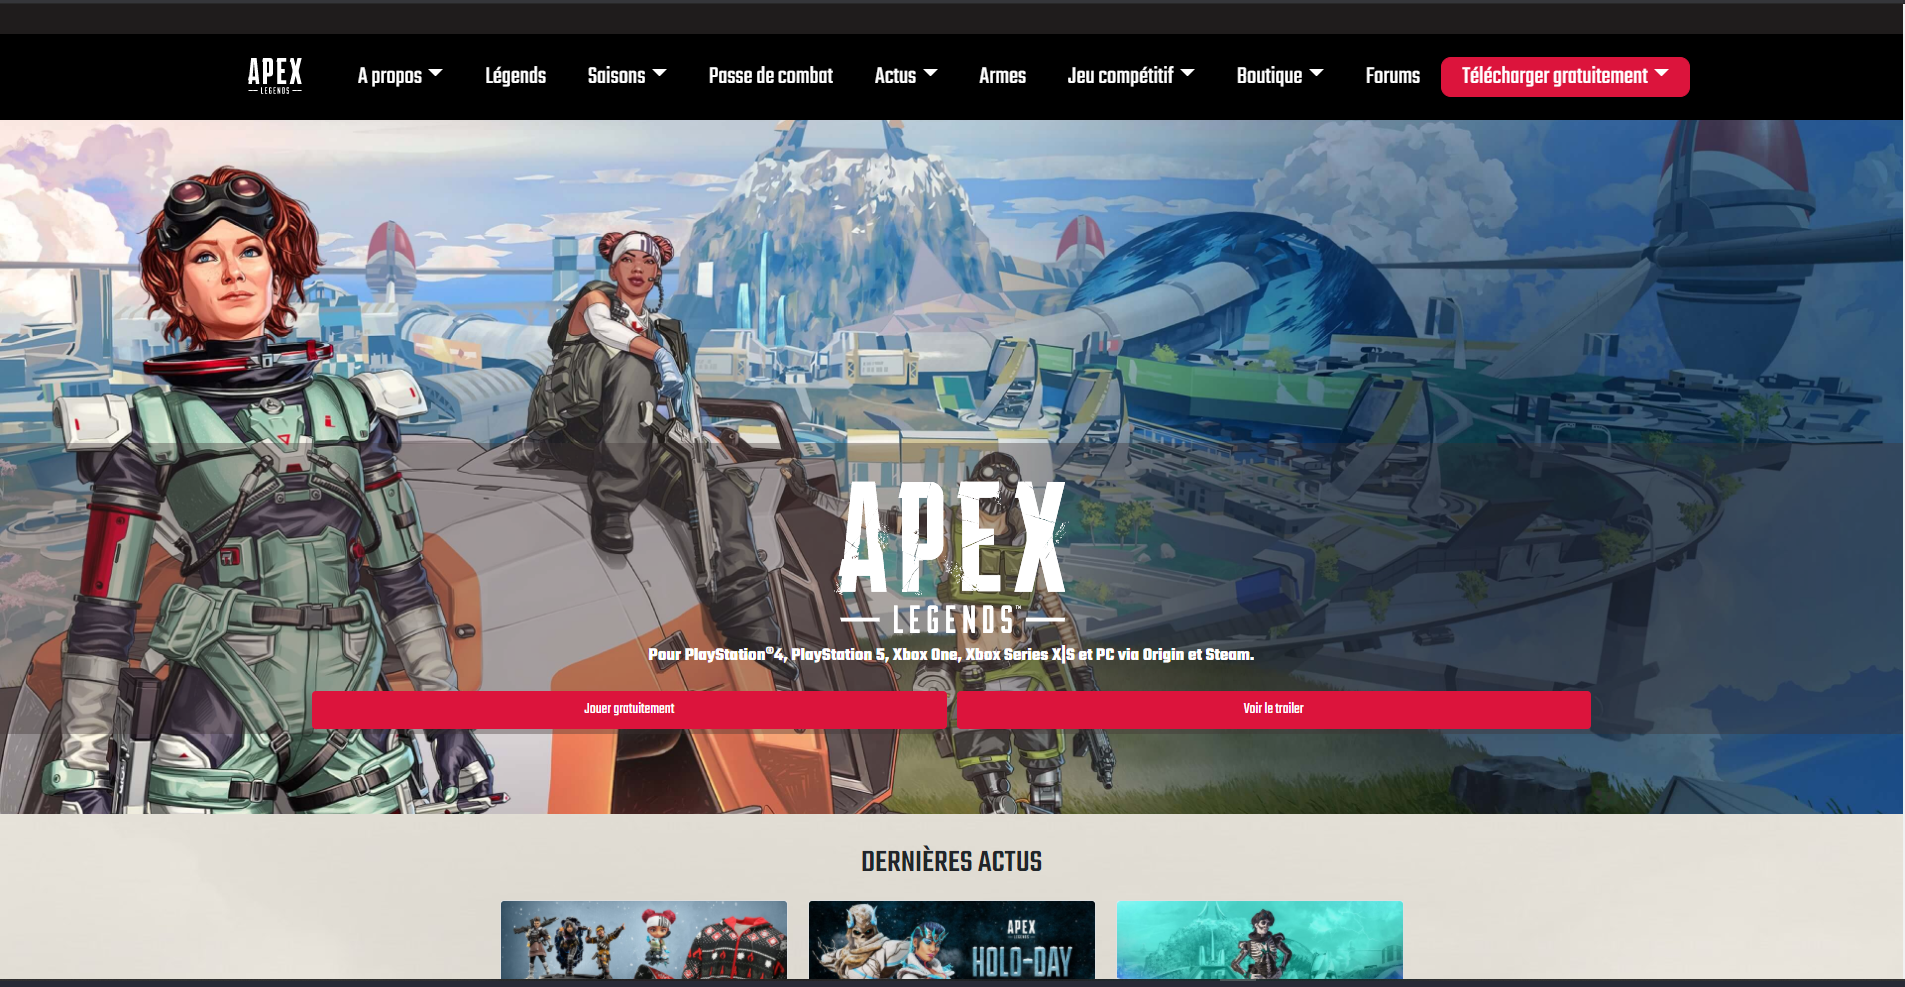 APEX
LEGENDS
A propos
Légends
Saisons
Passe de combat
Actus
Armes
Jeu compétitif
Boutique
Forums
Télécharger gratuitement
APEX
LEGENDS™
Pour PlayStation®4, PlayStation 5, Xbox One, Xbox Series X|S et PC via Origin et Steam.
Jouer gratuitement
Voir le trailer
DERNIÈRES ACTUS
APEX
LEGENDS
HOLO-DAY